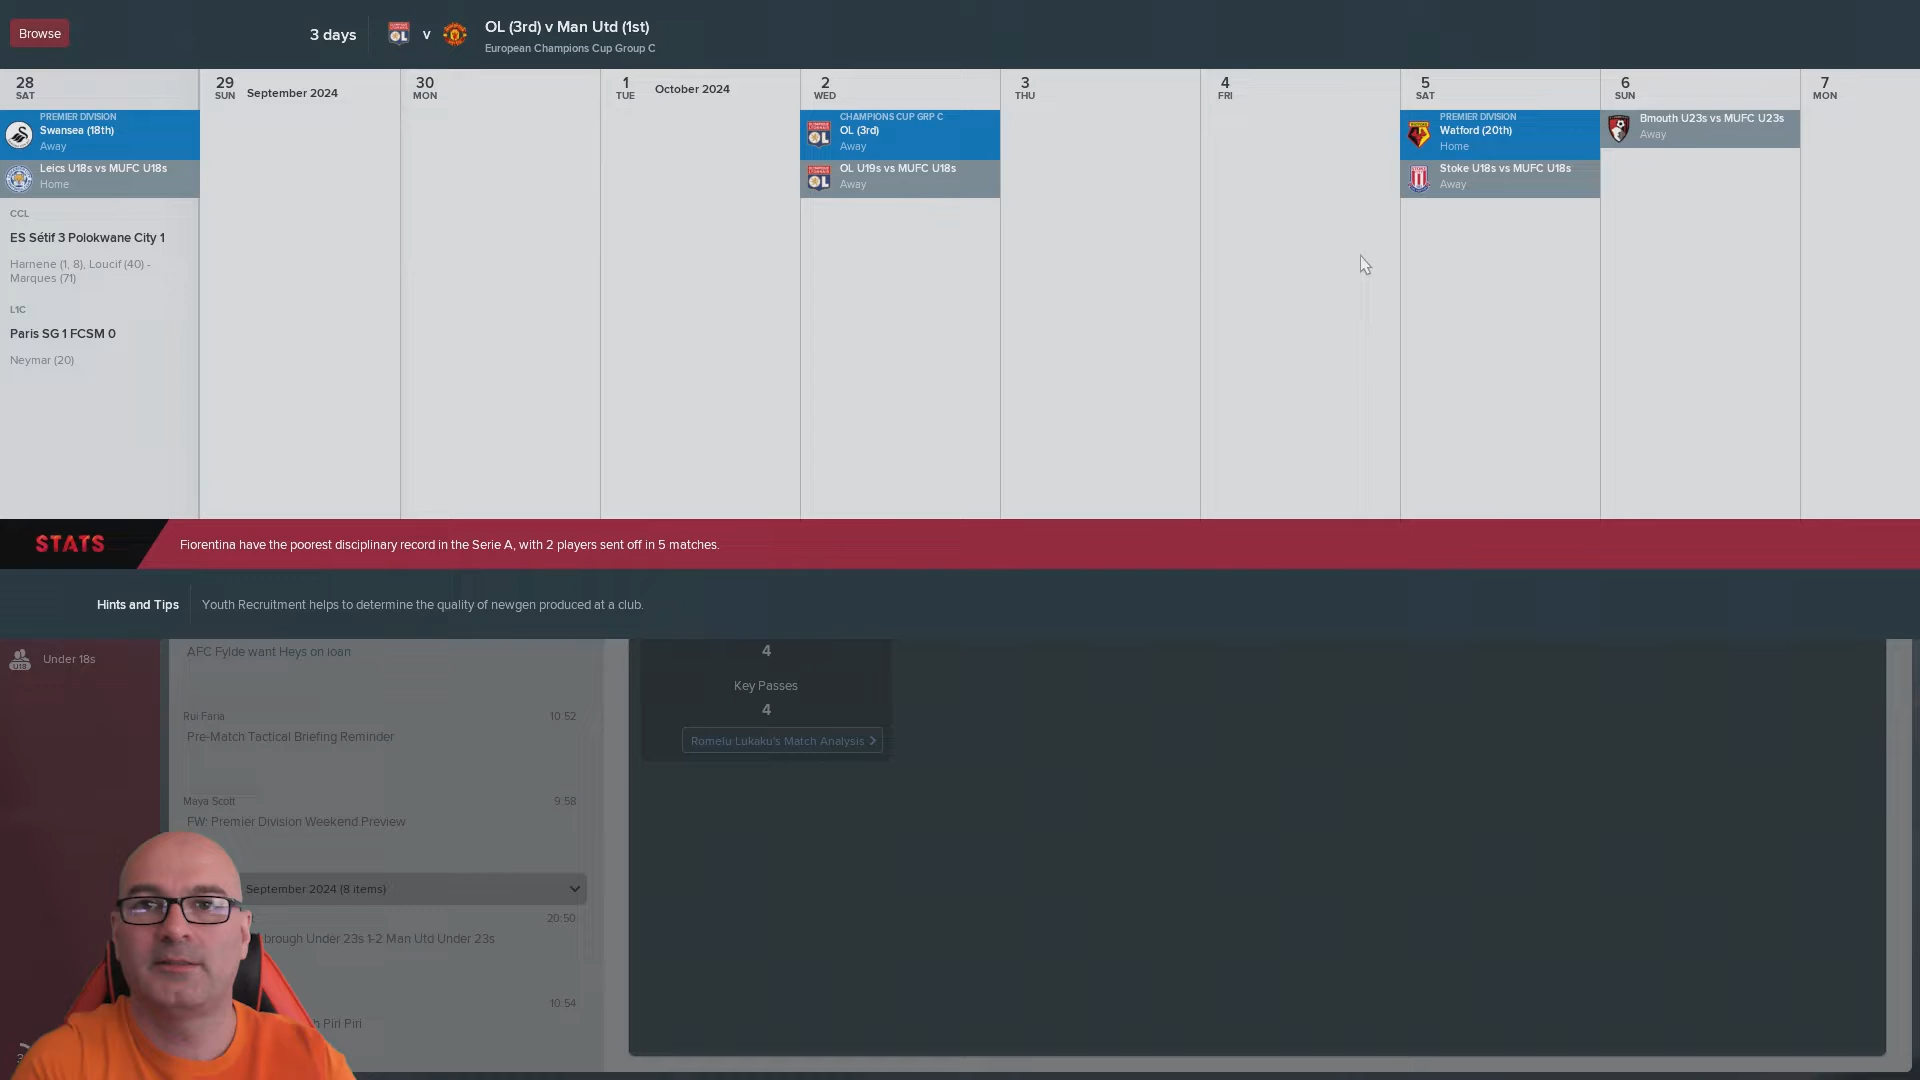 Browse
3 days
v
OL (3rd) v Man Utd (1st)
European Champions Cup Group C
28
SAT
29
SUN
September 2024
30
MON
1
TUE
October 2024
2
WED
3
THU
4
FRI
5
SAT
6
SUN
7
MON
PREMIER DIVISION
Swansea (18th)
Away
Leics U18s vs MUFC U18s
Home
CHAMPIONS CUP GRP C
OL (3rd)
Away
OL U19s vs MUFC U18s
Away
PREMIER DIVISION
Watford (20th)
Home
Stoke U18s vs MUFC U18s
Away
Bmouth U23s vs MUFC U23s
Away
CCL
ES Sétif 3 Polokwane City 1
Harnene (1, 8), Loucif (40) -
Marques (71)
L1C
Paris SG 1 FCSM 0
Neymar (20)
STATS
Fiorentina have the poorest disciplinary record in the Serie A, with 2 players sent off in 5 matches.
Hints and Tips
Youth Recruitment helps to determine the quality of newgen produced at a club.
Under 18s
AFC Fylde want Heys on loan
Rui Faria
10:52
Pre-Match Tactical Briefing Reminder
Maya Scott
9:58
FW: Premier Division Weekend Preview
September 2024 (8 items)
20:50
brough Under 23s 1-2 Man Utd Under 23s
10:54
Piri Piri
4
Key Passes
4
Romelu Lukaku's Match Analysis